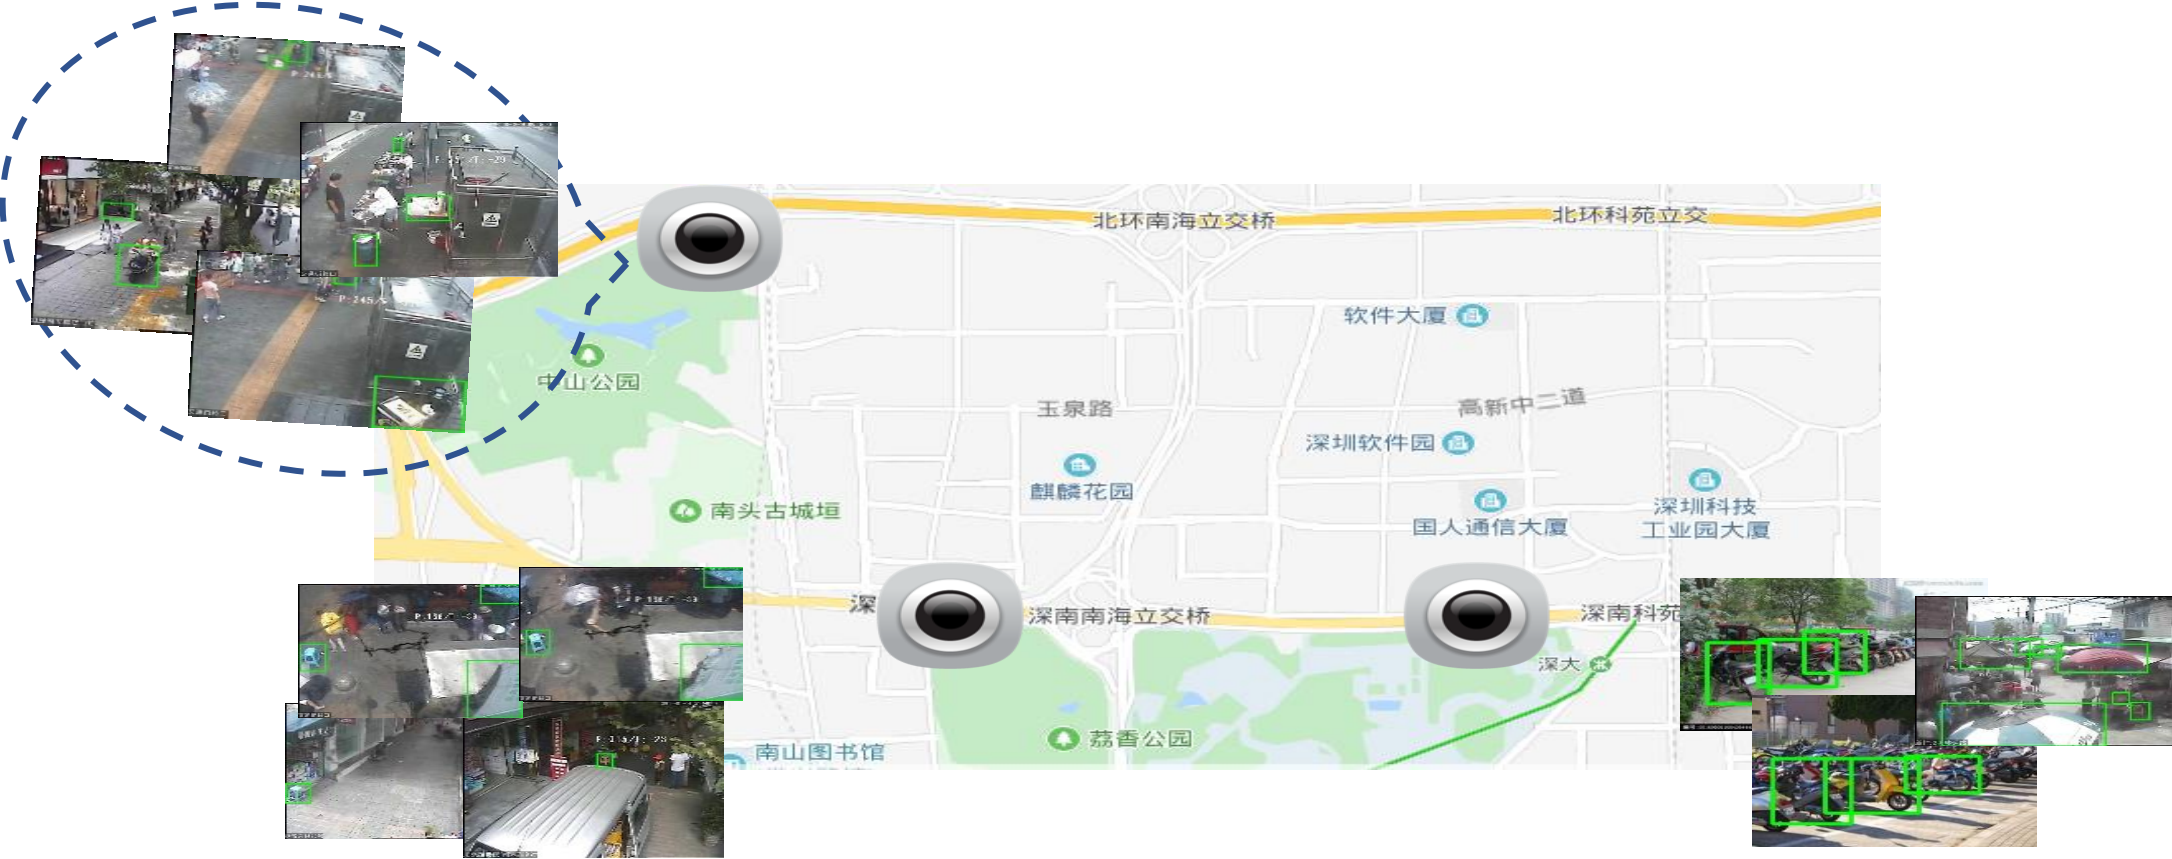 北环南海立交桥
北环科苑立交
软件大厦
中山公园
玉泉路
高新中二道
深圳软件园
麒麟花园
南头古城垣
国人通信大厦
深圳科技
工业园大厦
深
深南南海立交桥
深南科苑
深大
荔香公园
南山图书馆